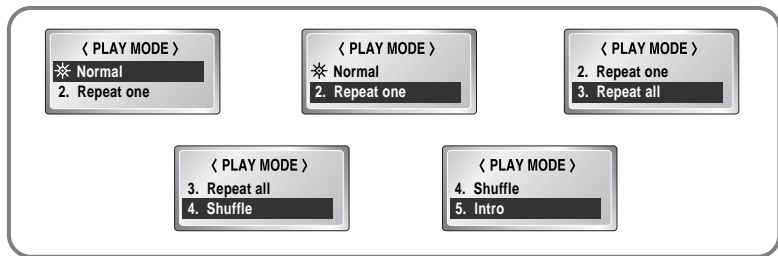 〈 PLAY MODE 〉
Normal
2. Repeat one
〈 PLAY MODE 〉
Normal
2. Repeat one
〈 PLAY MODE 〉
2. Repeat one
3. Repeat all
〈 PLAY MODE 〉
3. Repeat all
4. Shuffle
〈 PLAY MODE 〉
4. Shuffle
5. Intro